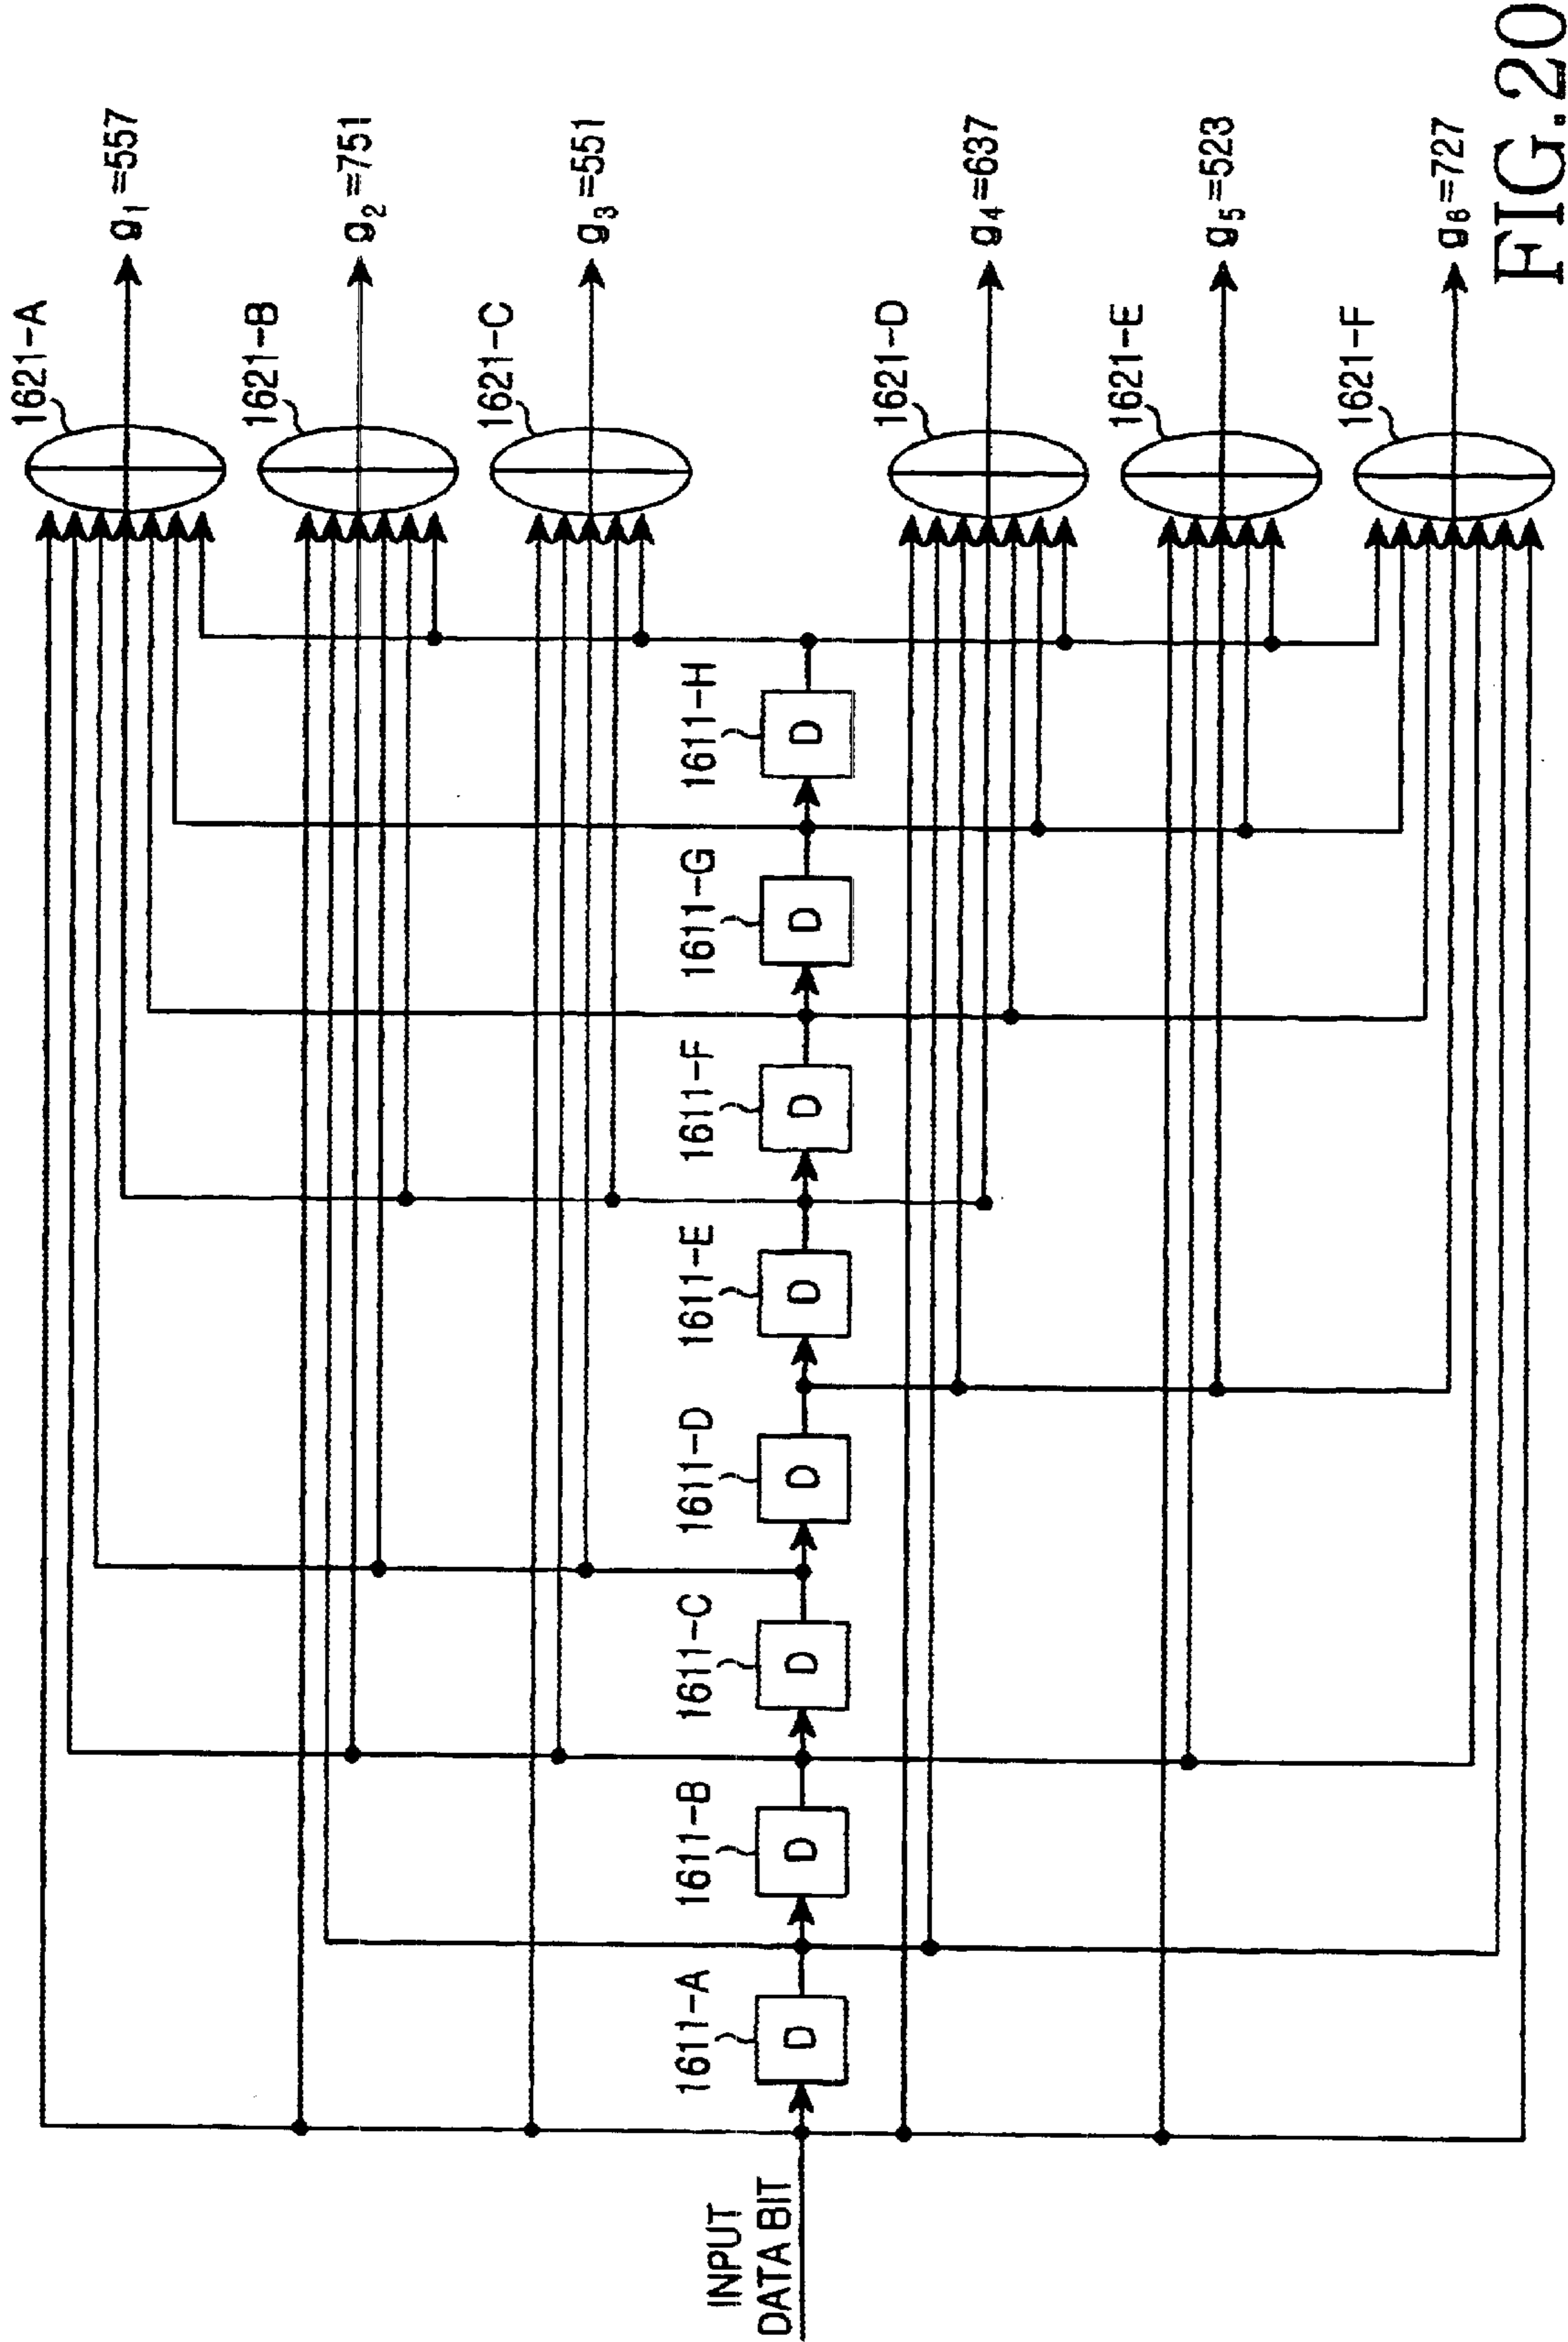 1621-A
g1=557
1621-B
g2=751
1621-C
g3=551
1611-A
1611-B
1611-C
1611-D
1611-E
1611-F
1611-G
1611-H
D
D
D
D
D
D
D
D
INPUT
DATA BIT
1621-D
g4=637
1621-E
g5=523
1621-F
g6=727
FIG.20